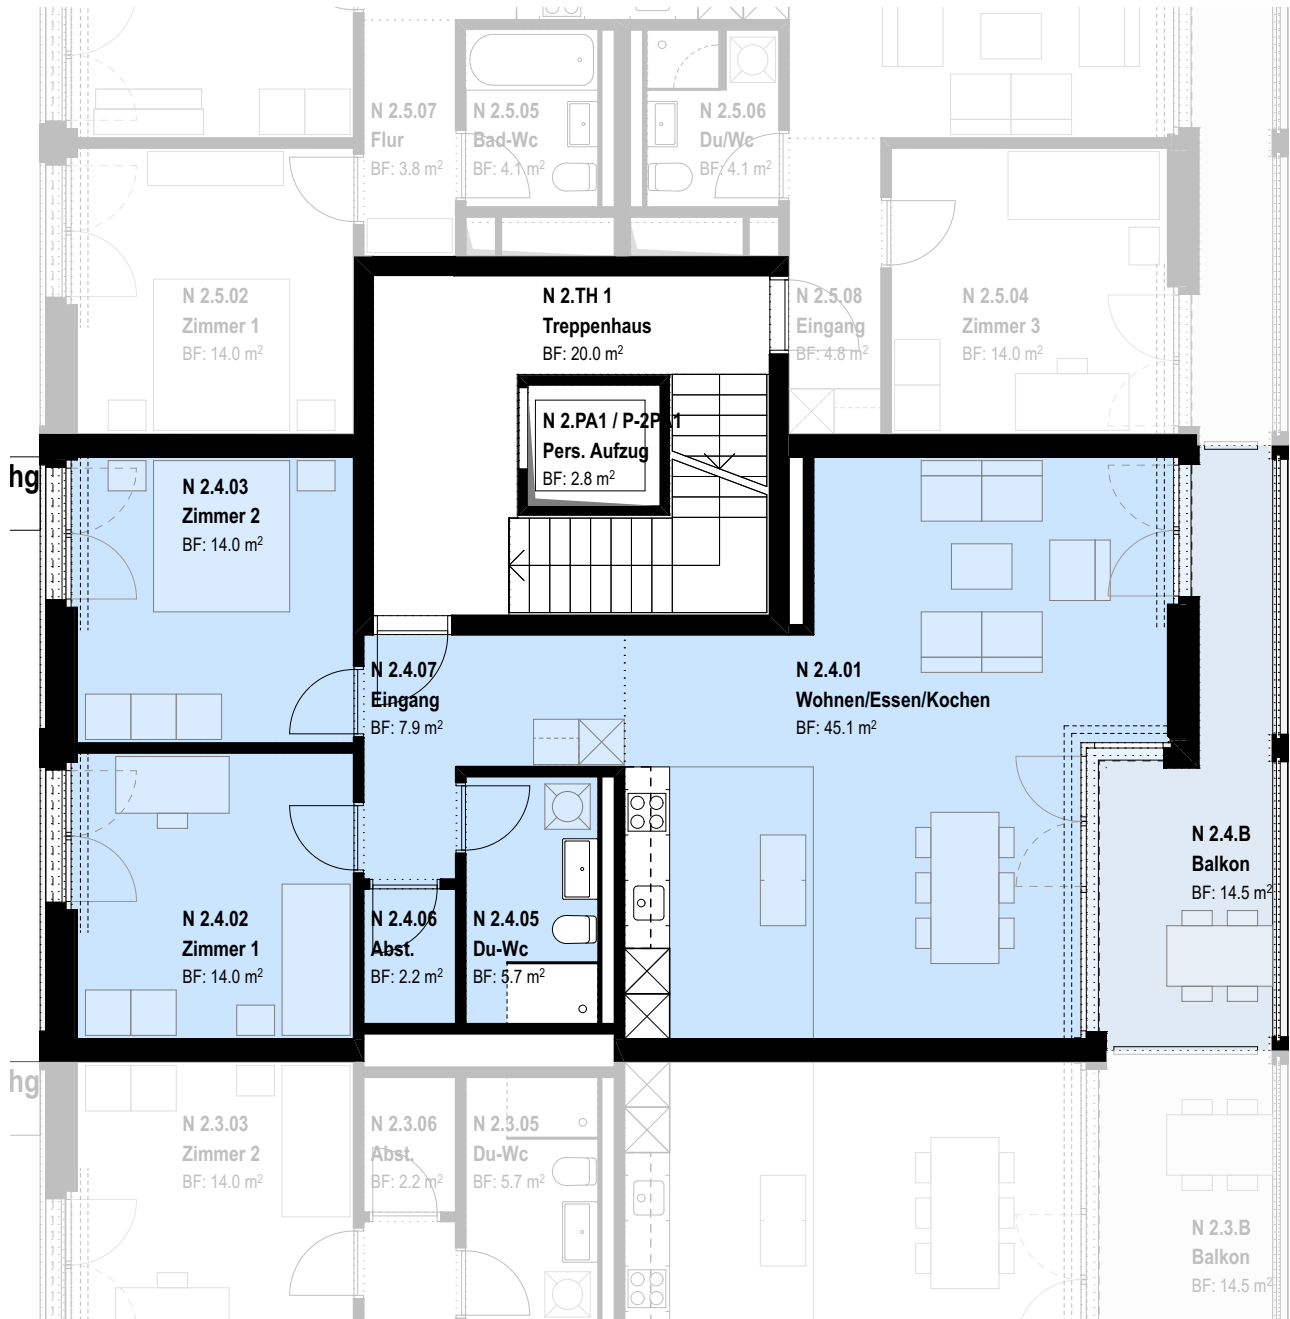 N 2.5.07
Flur
BF: 3.8 m²
N 2.5.05
Bad-Wc
BF: 4.1 m²
N 2.5.06
Du/Wc
BF: 4.1 m²
N 2.5.02
Zimmer 1
BF: 14.0 m²
N 2.TH 1
Treppenhaus
BF: 20.0 m²
N 2.5.08
Eingang
BF: 4.8 m²
N 2.5.04
Zimmer 3
BF: 14.0 m²
N 2.PA1 / P-2PA1
Pers. Aufzug
BF: 2.8 m²
hg
N 2.4.03
Zimmer 2
BF: 14.0 m²
N 2.4.07
Eingang
BF: 7.9 m²
N 2.4.01
Wohnen/Essen/Kochen
BF: 45.1 m²
N 2.4.B
Balkon
BF: 14.5 m²
N 2.4.02
Zimmer 1
BF: 14.0 m²
N 2.4.06
Abst.
BF: 2.2 m²
N 2.4.05
Du-Wc
BF: 5.7 m²
hg
N 2.3.03
Zimmer 2
BF: 14.0 m²
N 2.3.06
Abst.
BF: 2.2 m²
N 2.3.05
Du-Wc
BF: 5.7 m²
N 2.3.B
Balkon
BF: 14.5 m²